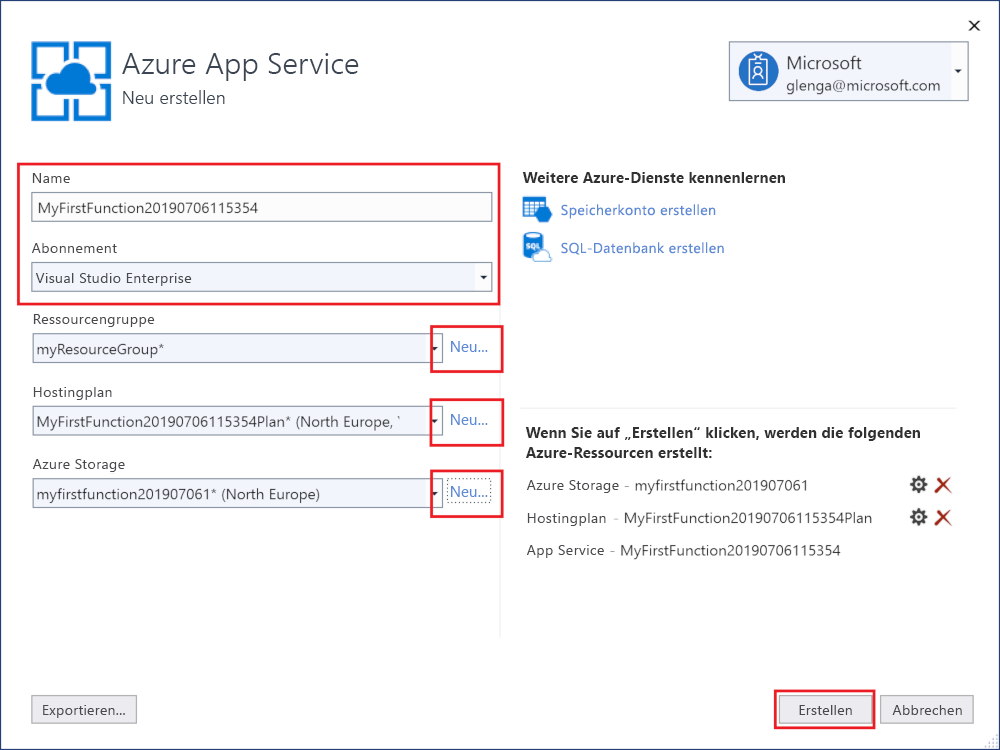 Azure App Service
Neu erstellen
Microsoft
glenga@microsoft.com
Name
MyFirstFunction20190706115354
Abonnement
Visual Studio Enterprise
Ressourcengruppe
myResourceGroup*
Neu...
Hostingplan
MyFirstFunction20190706115354Plan* (North Europe,
Neu...
Azure Storage
myfirstfunction201907061* (North Europe)
Neu...
Weitere Azure-Dienste kennenlernen
Speicherkonto erstellen
SQL
SQL-Datenbank erstellen
Wenn Sie auf „Erstellen“ klicken, werden die folgenden
Azure-Ressourcen erstellt:
Azure Storage - myfirstfunction201907061
Hostingplan - MyFirstFunction20190706115354Plan
App Service - MyFirstFunction20190706115354
Exportieren...
Erstellen
Abbrechen